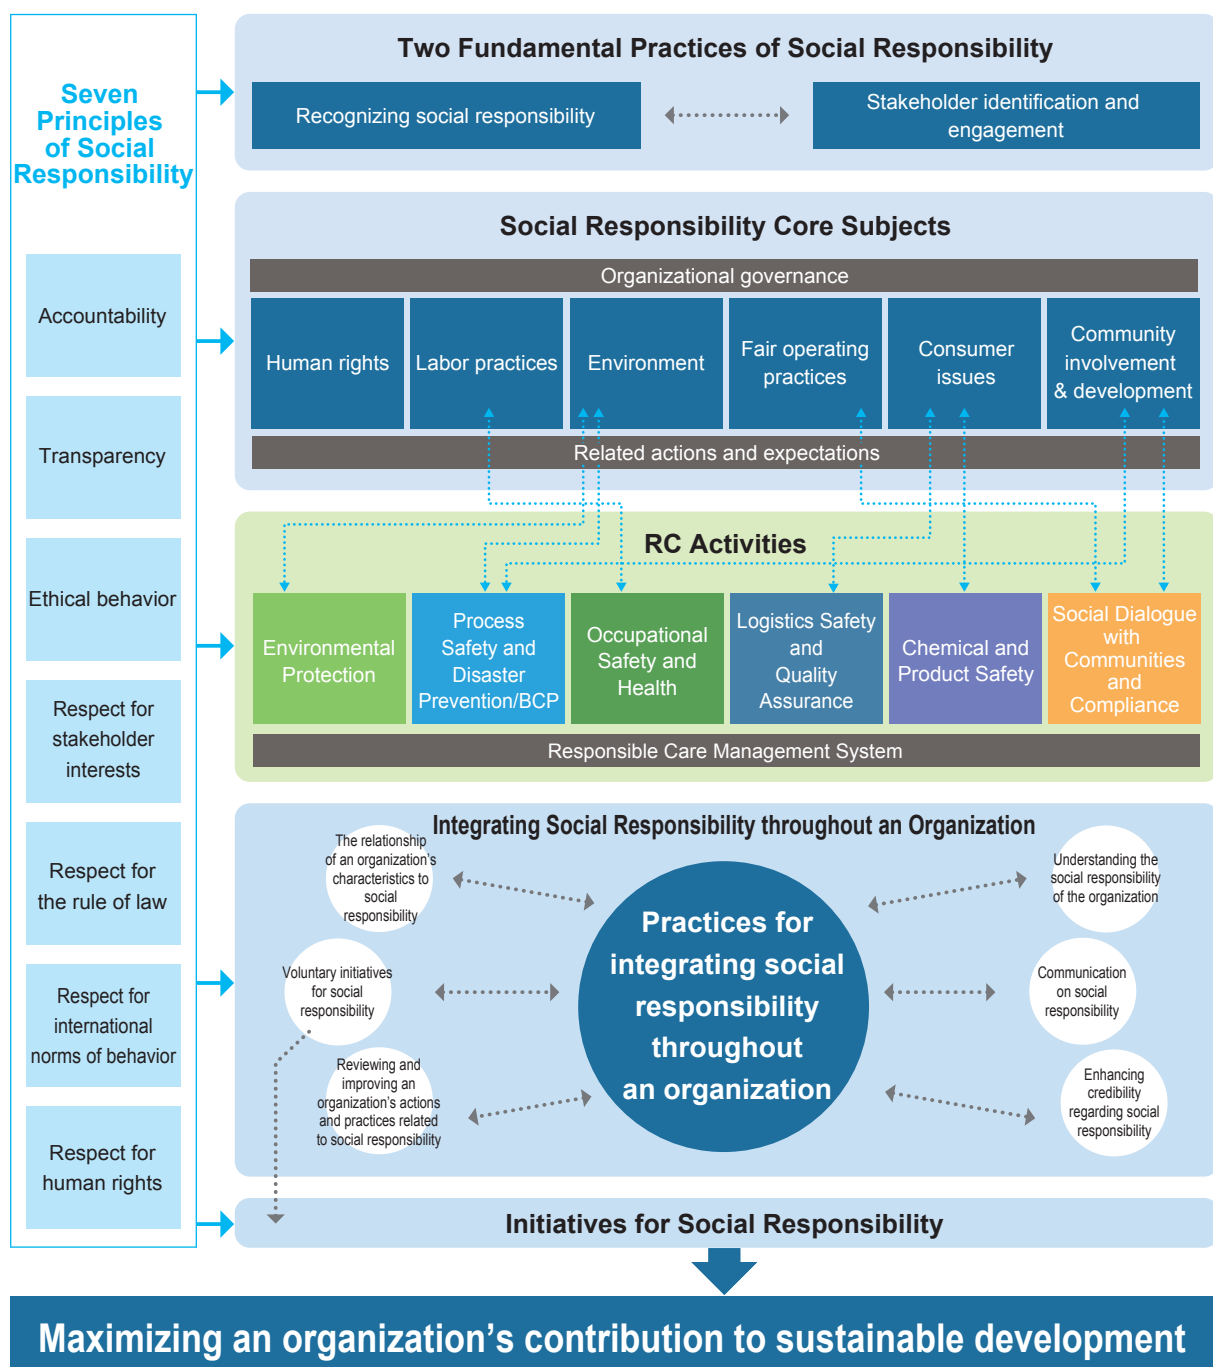 Seven
Principles
of Social
Responsibility
Accountability
Transparency
Ethical behavior
Respect for
stakeholder
interests
Respect for
the rule of law
Respect for
international
norms of behavior
Respect for
human rights
Two Fundamental Practices of Social Responsibility
Recognizing social responsibility
Stakeholder identification and
engagement
Social Responsibility Core Subjects
Organizational governance
Human rights
Labor practices
Environment
Fair operating
practices
Consumer
issues
Community
involvement
& development
Related actions and expectations
RC Activities
Environmental
Protection
Process
Safety and
Disaster
Prevention/BCP
Occupational
Safety and
Health
Logistics Safety
and
Quality
Assurance
Chemical and
Product Safety
Social Dialogue
with
Communities
and
Compliance
Responsible Care Management System
Integrating Social Responsibility throughout an Organization
The relationship
of an organization's
characteristics to
social
responsibility
Voluntary initiatives
for social
responsibility
Reviewing and
improving an
organization's actions
and practices related
to social responsibility
Practices for
integrating social
responsibility
throughout
an organization
Understanding the
social responsibility
of the organization
Communication
on social
responsibility
Enhancing
credibility
regarding social
responsibility
Initiatives for Social Responsibility
Maximizing an organization's contribution to sustainable development